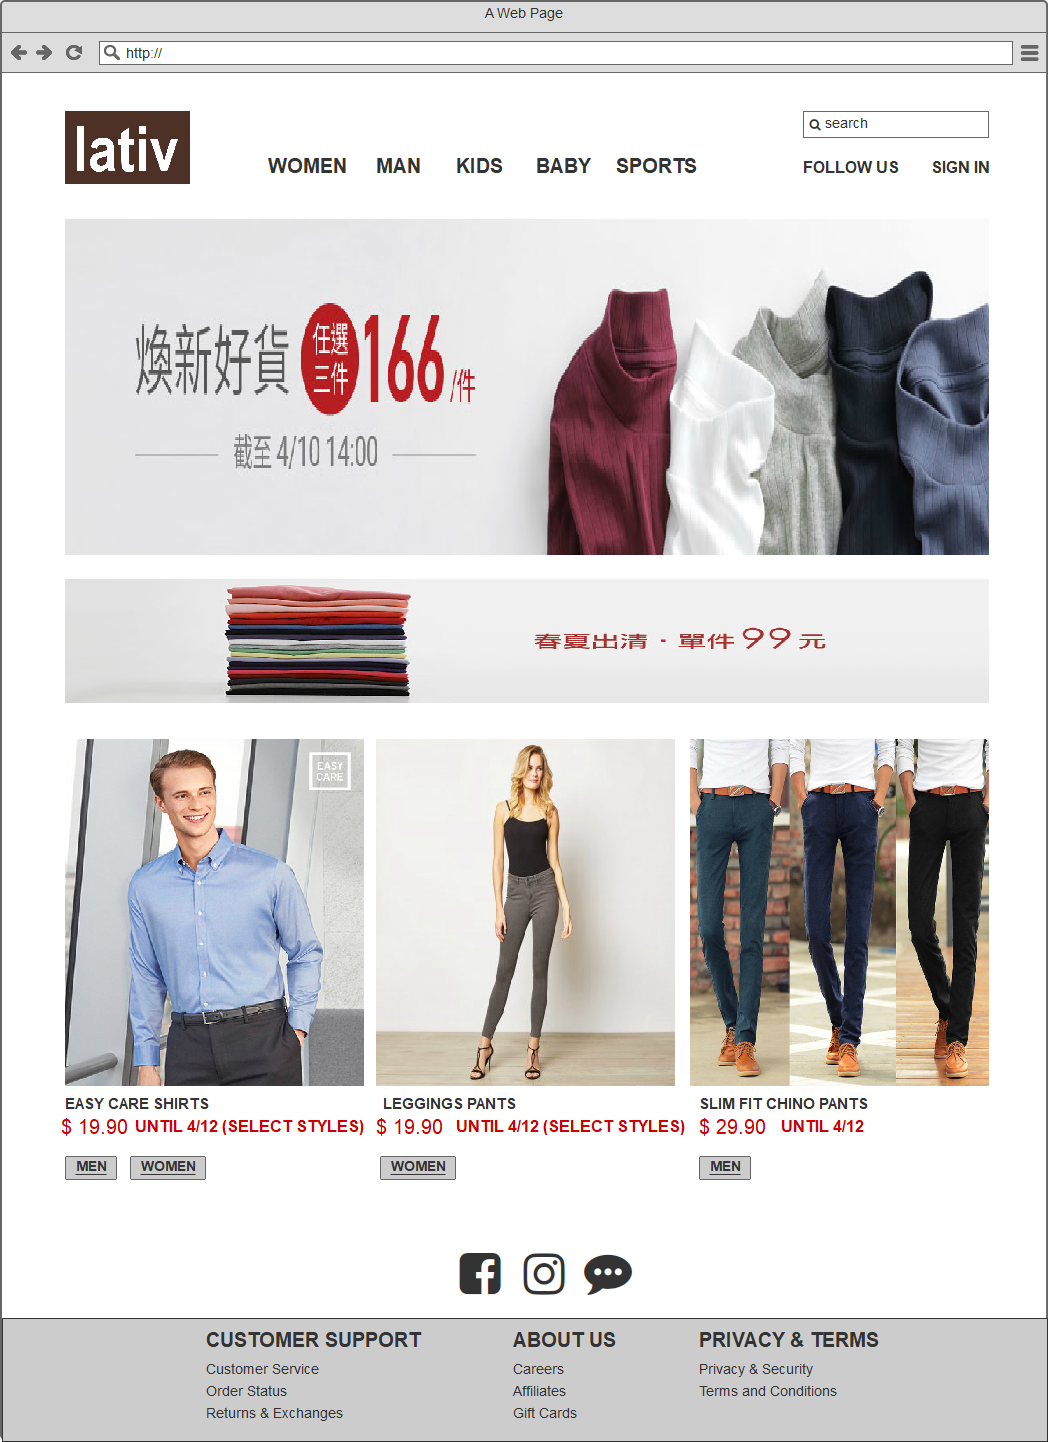 A Web Page
http://
lativ
search
WOMEN MAN KIDS BABY SPORTS
FOLLOW US SIGN IN
煥新好貨 任選三件 166/件
截至 4/10 14:00
春夏出清・單件 99 元
EASY
CARE
EASY CARE SHIRTS
$ 19.90 UNTIL 4/12 (SELECT STYLES)
MEN WOMEN
LEGGINGS PANTS
$ 19.90 UNTIL 4/12 (SELECT STYLES)
WOMEN
SLIM FIT CHINO PANTS
$ 29.90 UNTIL 4/12
MEN
CUSTOMER SUPPORT
Customer Service
Order Status
Returns & Exchanges
ABOUT US
Careers
Affiliates
Gift Cards
PRIVACY & TERMS
Privacy & Security
Terms and Conditions